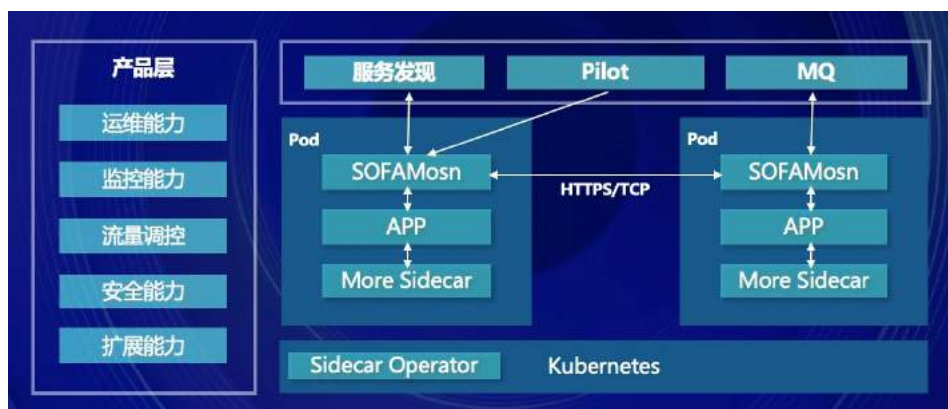 产品层
运维能力
监控能力
流量调控
安全能力
扩展能力
服务发现
Pilot
MQ
Pod
SOFAMosn
APP
More Sidecar
HTTPS/TCP
Pod
SOFAMosn
APP
More Sidecar
Sidecar Operator
Kubernetes